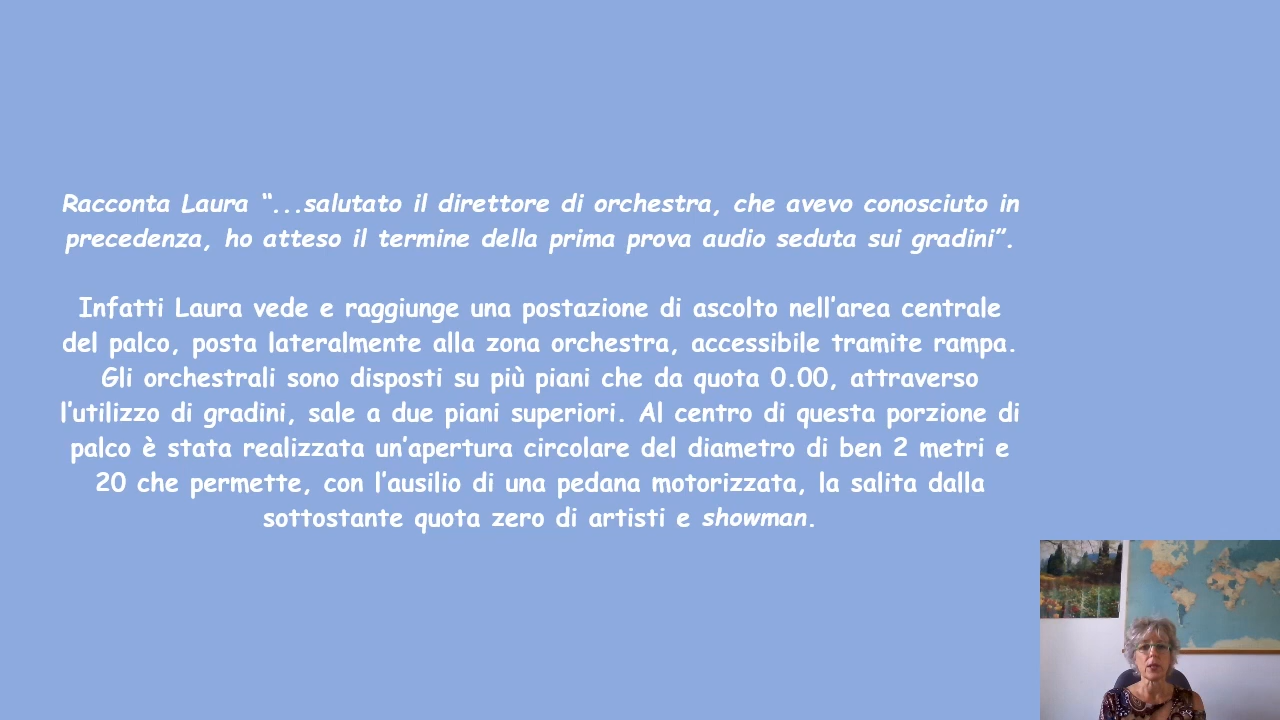 Racconta Laura “...salutato il direttore di orchestra, che avevo conosciuto in
precedenza, ho atteso il termine della prima prova audio seduta sui gradini”.
Infatti Laura vede e raggiunge una postazione di ascolto nell’area centrale
del palco, posta lateralmente alla zona orchestra, accessibile tramite rampa.
Gli orchestrali sono disposti su più piani che da quota 0.00, attraverso
l’utilizzo di gradini, sale a due piani superiori. Al centro di questa porzione di
palco è stata realizzata un’apertura circolare del diametro di ben 2 metri e
20 che permette, con l’ausilio di una pedana motorizzata, la salita dalla
sottostante quota zero di artisti e showman.